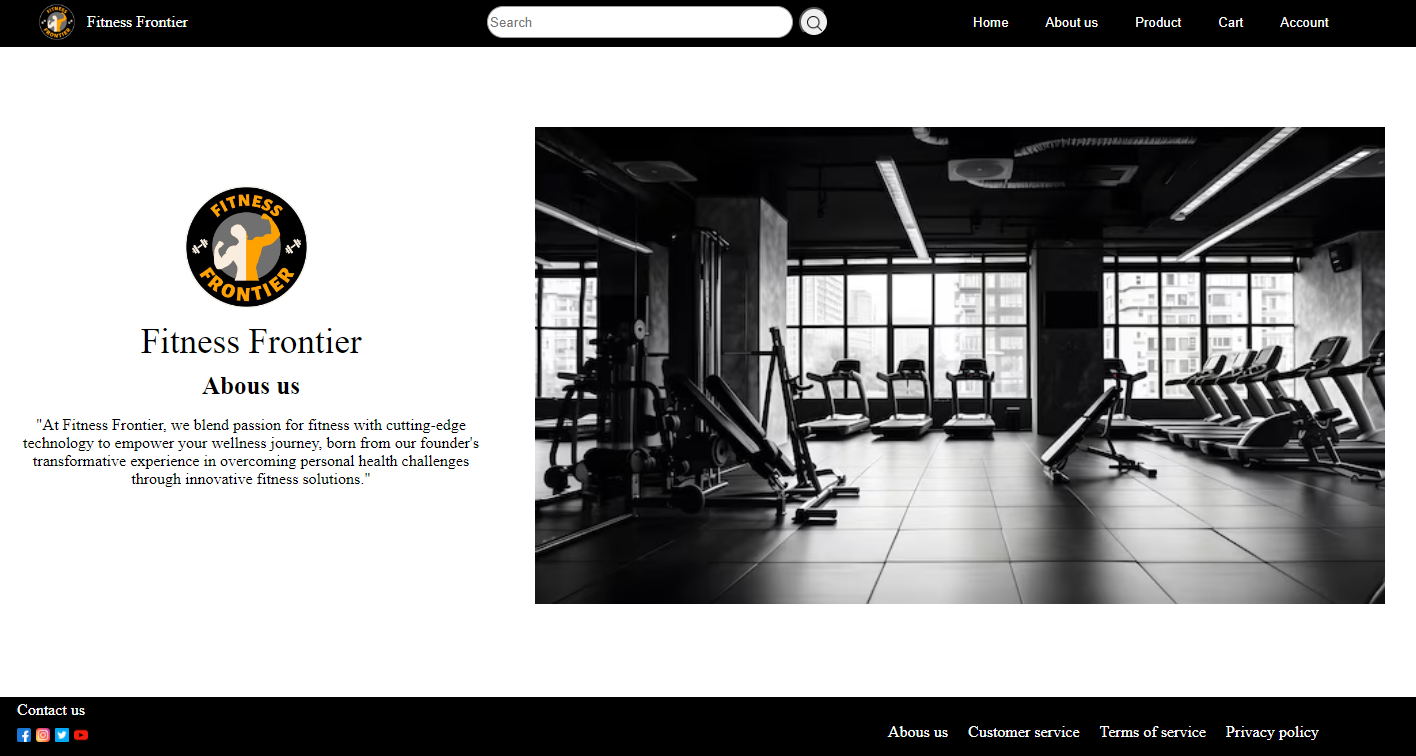 FITNESS FRONTIER
Fitness Frontier
Search
Home
About us
Product
Cart
Account
FITNESS
FRONTIER
Fitness Frontier
Abous us
"At Fitness Frontier, we blend passion for fitness with cutting-edge
technology to empower your wellness journey, born from our founder's
transformative experience in overcoming personal health challenges
through innovative fitness solutions."
Contact us
Abous us
Customer service
Terms of service
Privacy policy